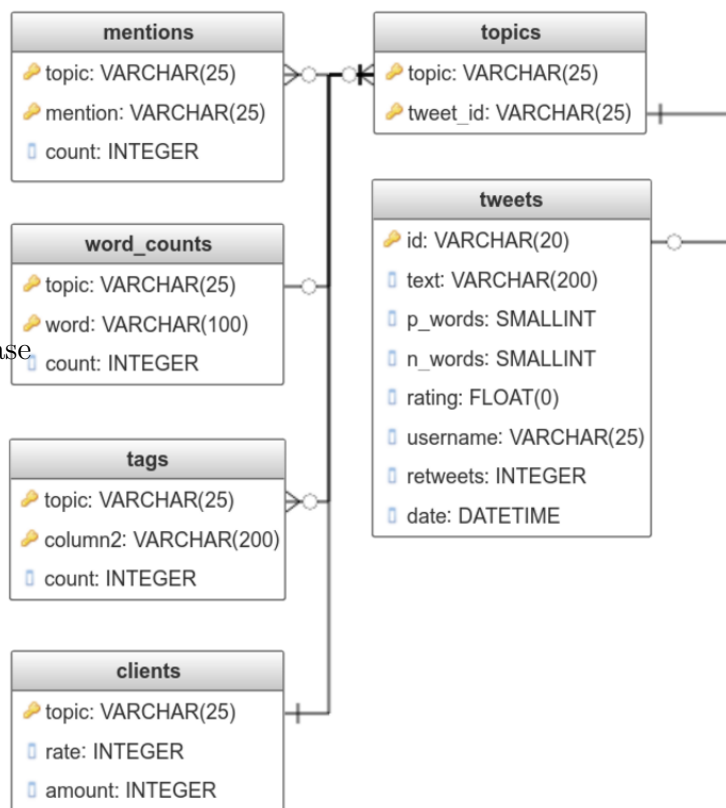 mentions
topic: VARCHAR(25)
mention: VARCHAR(25)
count: INTEGER
word_counts
topic: VARCHAR(25)
word: VARCHAR(100)
count: INTEGER
tags
topic: VARCHAR(25)
column2: VARCHAR(200)
count: INTEGER
clients
topic: VARCHAR(25)
rate: INTEGER
amount: INTEGER
topics
topic: VARCHAR(25)
tweet_id: VARCHAR(25)
tweets
id: VARCHAR(20)
text: VARCHAR(200)
p_words: SMALLINT
n_words: SMALLINT
rating: FLOAT(0)
username: VARCHAR(25)
retweets: INTEGER
date: DATETIME